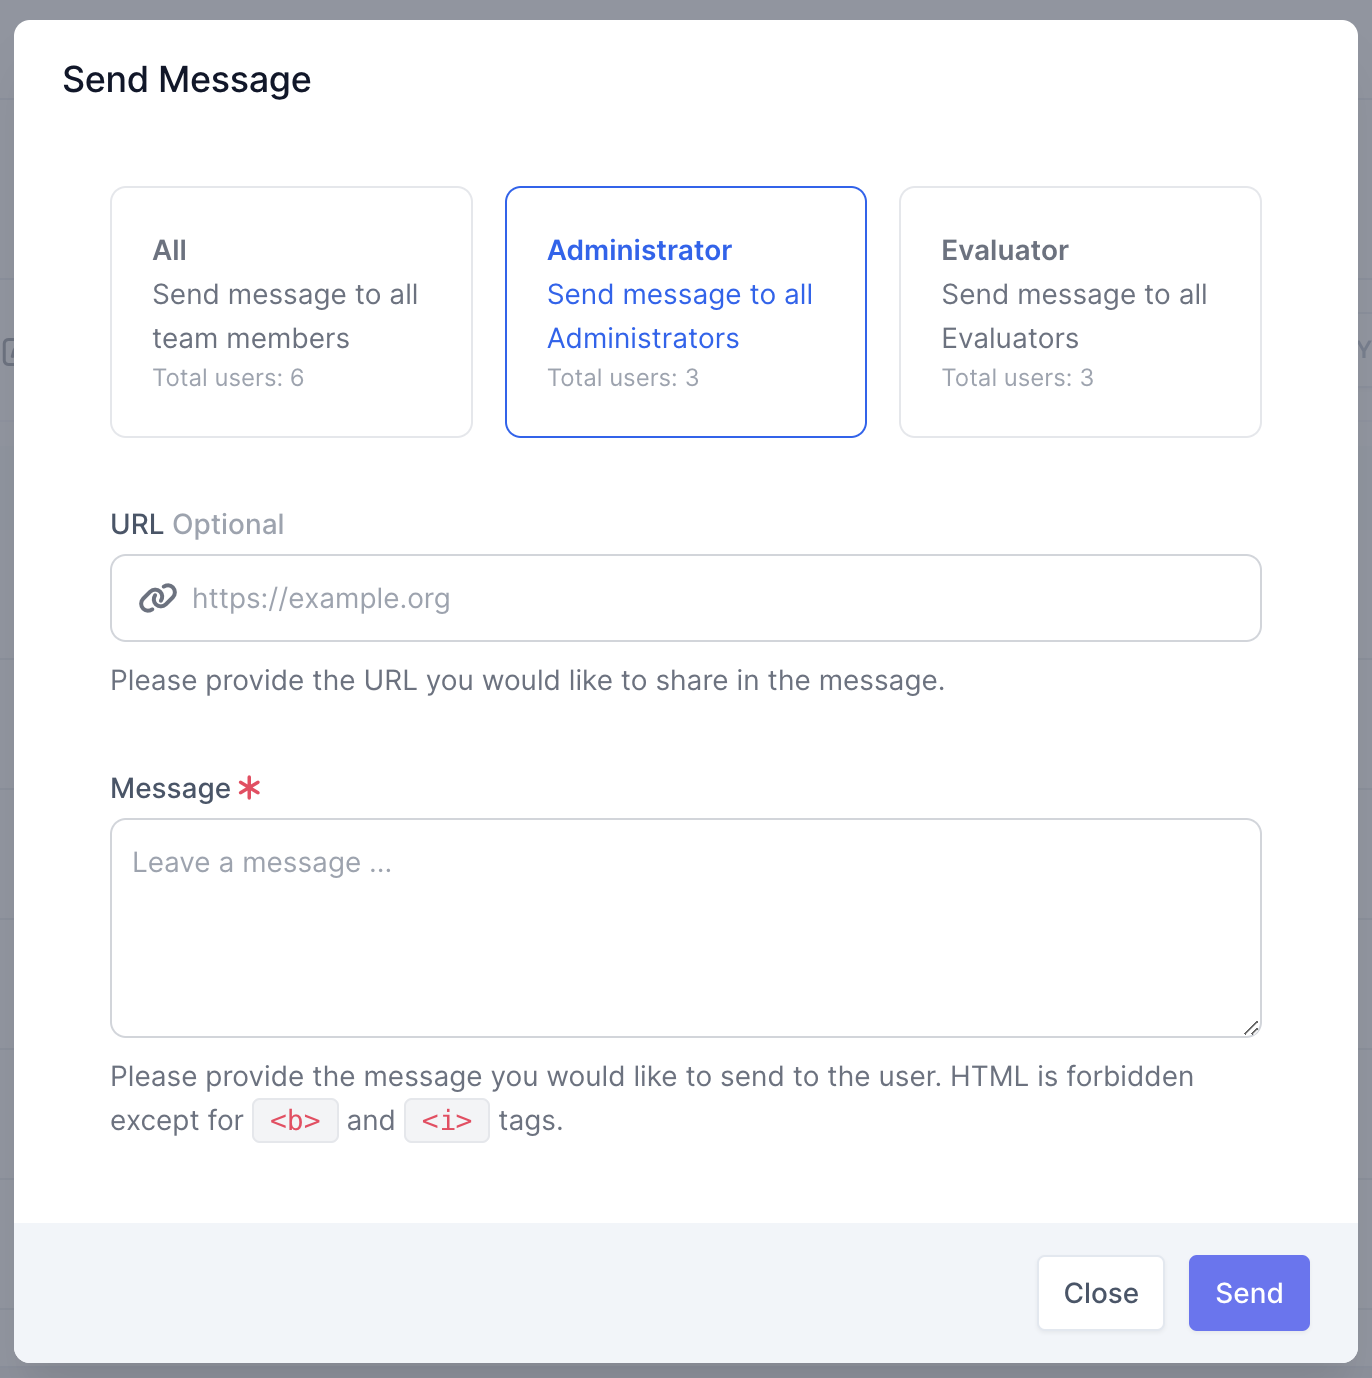 Send Message
All
Send message to all
team members
Total users: 6
Administrator
Send message to all
Administrators
Total users: 3
Evaluator
Send message to all
Evaluators
Total users: 3
URL Optional
https://example.org
Please provide the URL you would like to share in the message.
Message *
Leave a message ...
Please provide the message you would like to send to the user. HTML is forbidden
except for <b> and <i> tags.
Close
Send